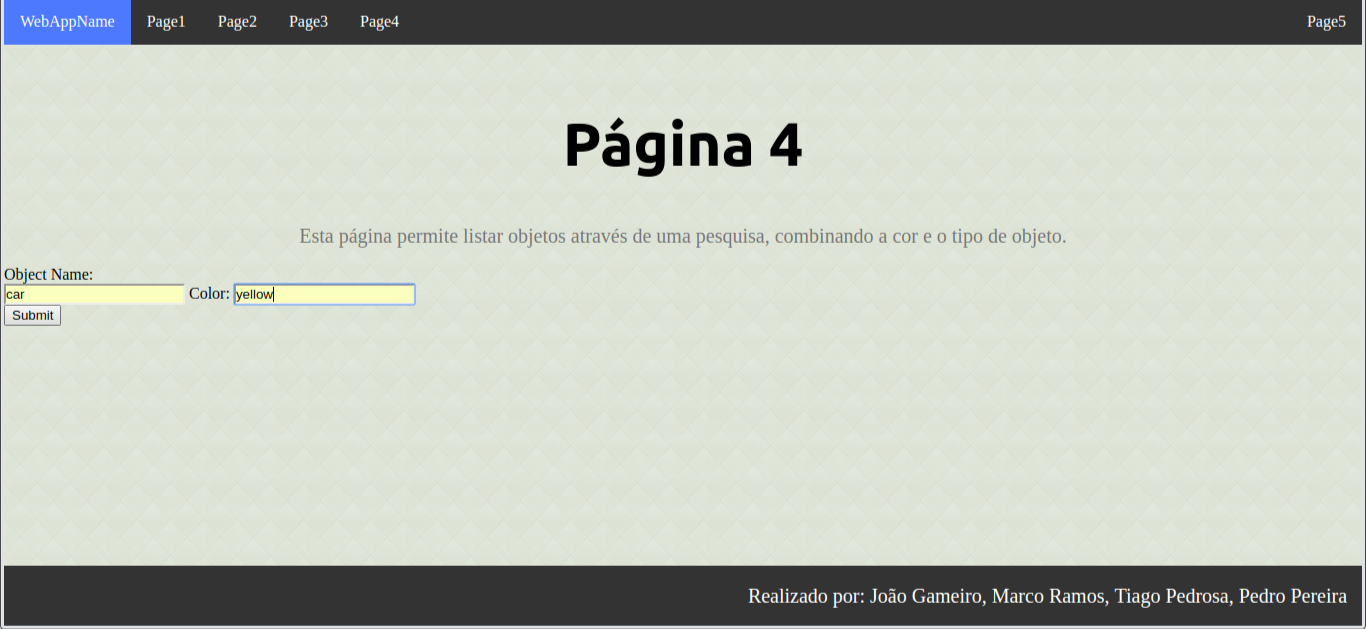 WebAppName Page1 Page2 Page3 Page4 Page5
Página 4
Esta página permite listar objetos através de uma pesquisa, combinando a cor e o tipo de objeto.
Object Name:
car Color: yellow
Submit
Realizado por: João Gameiro, Marco Ramos, Tiago Pedrosa, Pedro Pereira